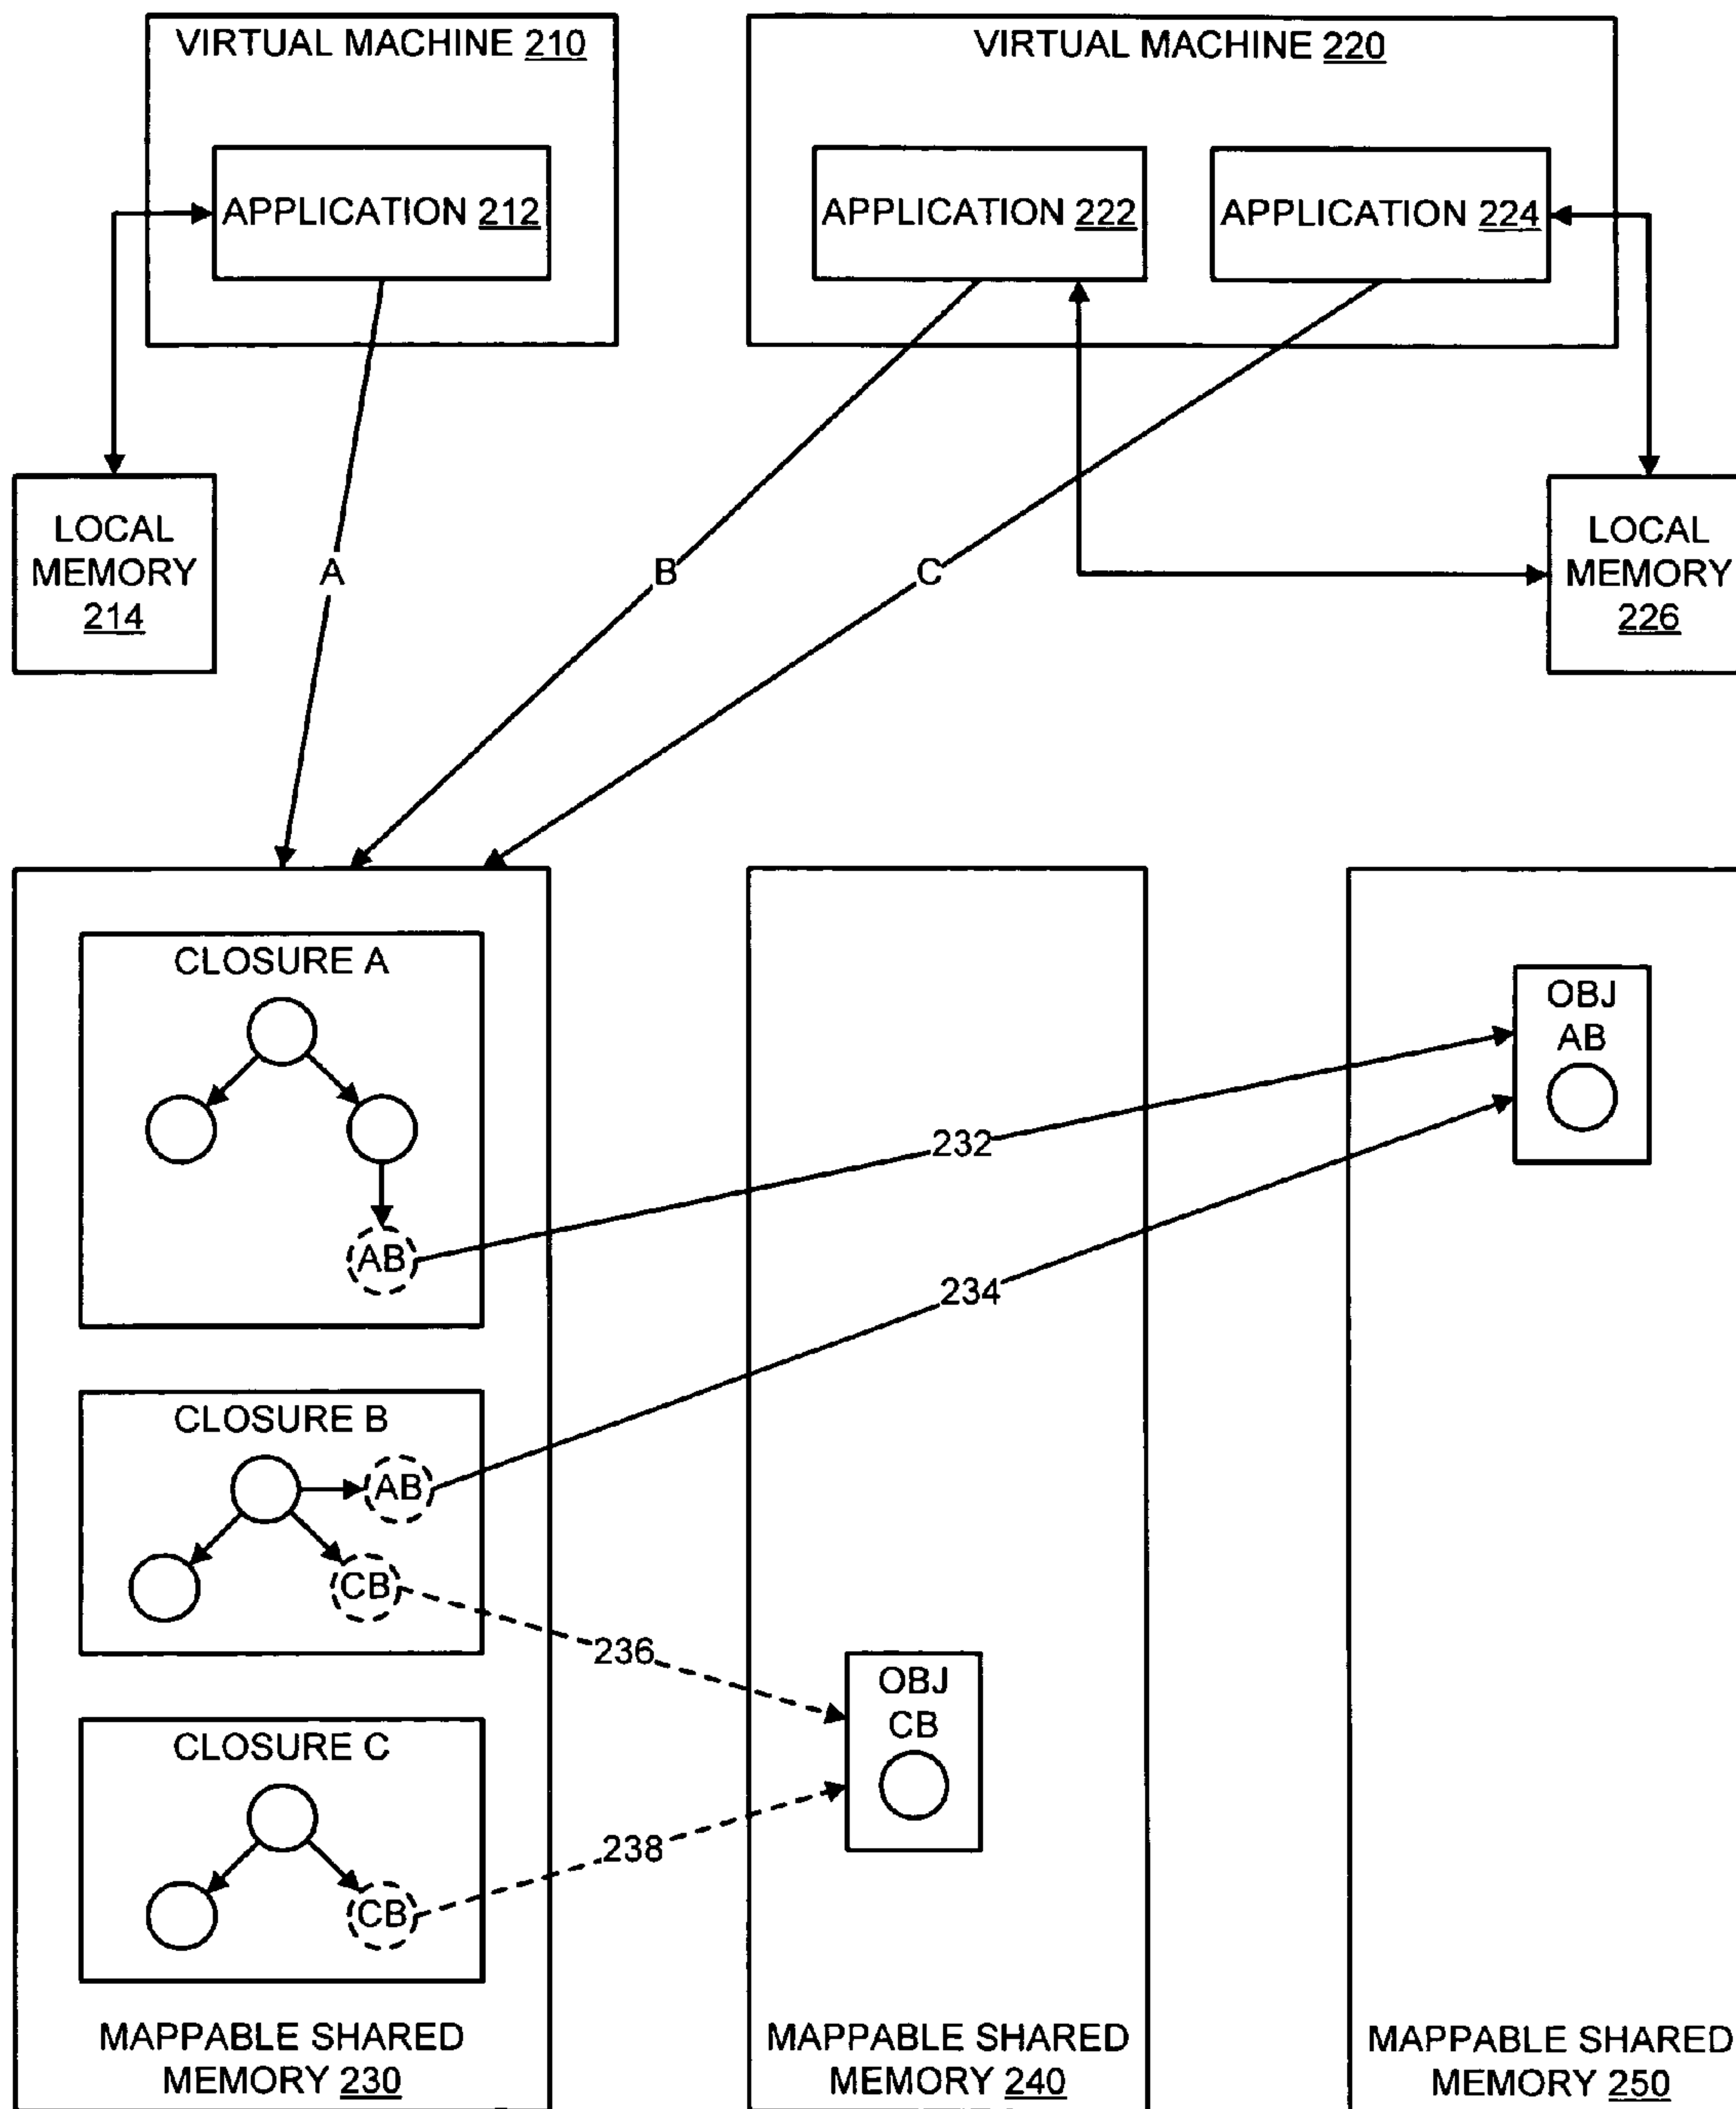 VIRTUAL MACHINE 210
VIRTUAL MACHINE 220
APPLICATION 212
APPLICATION 222
APPLICATION 224
LOCAL
MEMORY
214
A
B
C
LOCAL
MEMORY
226
CLOSURE A
AB
CLOSURE B
AB
CB
CLOSURE C
CB
MAPPABLE SHARED
MEMORY 230
232
234
236
238
OBJ
CB
MAPPABLE SHARED
MEMORY 240
OBJ
AB
MAPPABLE SHARED
MEMORY 250